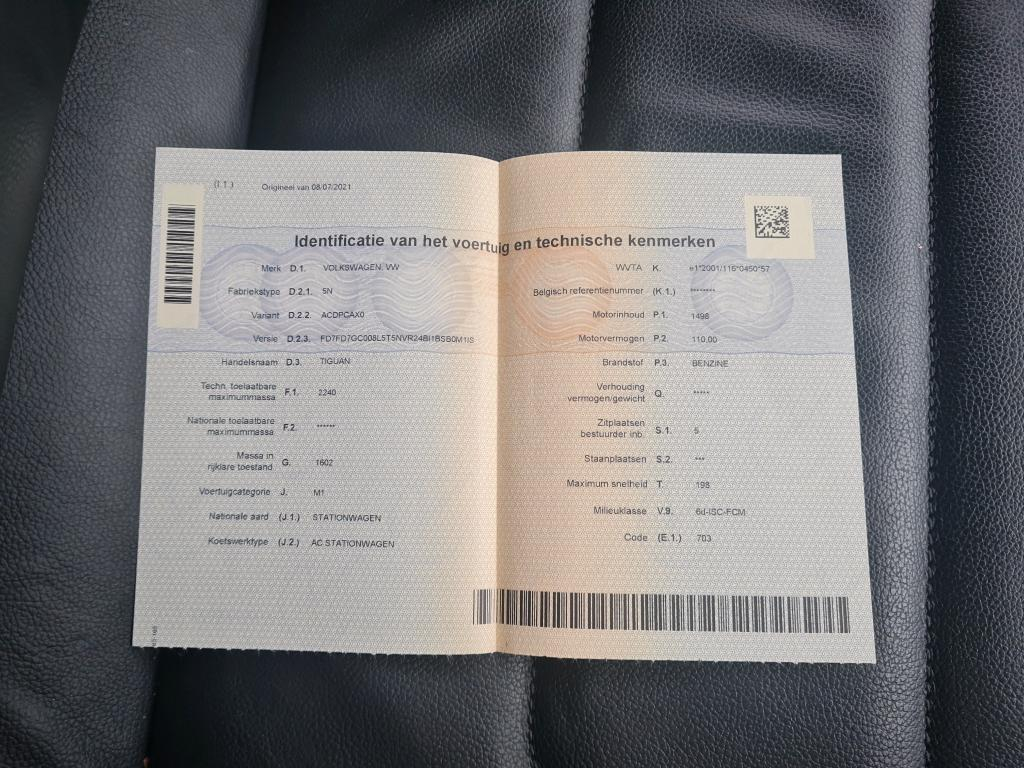 (I.1.) Origineel van 08/07/2021
Identificatie van het voertuig en technische kenmerken
Merk D.1. VOLKSWAGEN, VW
Fabriekstype D.2.1. 5N
Variant D.2.2. ACDPCAX0
Versie D.2.3. FD7FD7GC008L5T5NVR24BI1BSB0M1IS
Handelsnaam D.3. TIGUAN
Techn. toelaatbare
maximummassa F.1. 2240
Nationale toelaatbare
maximummassa F.2. ******
Massa in
rijklare toestand G. 1602
Voertuigcategorie J. M1
Nationale aard (J.1.) STATIONWAGEN
Koetswerktype (J.2.) AC STATIONWAGEN
WVTA K. e1*2001/116*0450*57
Belgisch referentienummer (K.1.) ********
Motorinhoud P.1. 1498
Motorvermogen P.2. 110.00
Brandstof P.3. BENZINE
Verhouding
vermogen/gewicht Q. *****
Zitplaatsen
bestuurder inb. S.1. 5
Staanplaatsen S.2. ***
Maximum snelheid T. 198
Milieuklasse V.9. 6d-ISC-FCM
Code (E.1.) 703